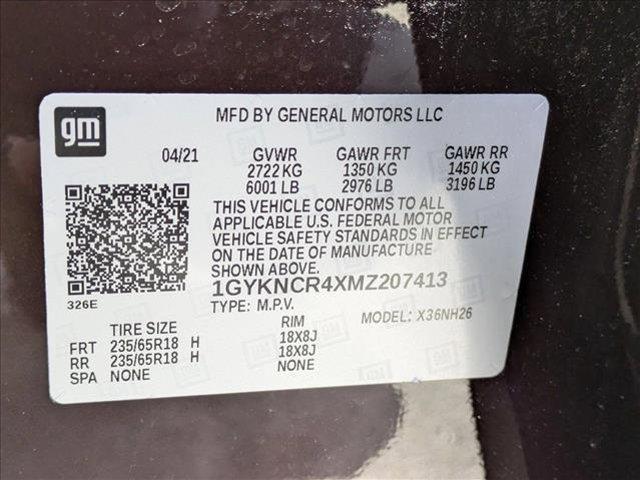 gm
MFD BY GENERAL MOTORS LLC
04/21 GVWR GAWR FRT GAWR RR
2722 KG 1350 KG 1450 KG
6001 LB 2976 LB 3196 LB
THIS VEHICLE CONFORMS TO ALL
APPLICABLE U.S. FEDERAL MOTOR
VEHICLE SAFETY STANDARDS IN EFFECT
ON THE DATE OF MANUFACTURE
SHOWN ABOVE.
1GYKNCR4XMZ207413
326E
TYPE: M.P.V. MODEL: X36NH26
TIRE SIZE RIM
FRT 235/65R18 H 18X8J
RR 235/65R18 H 18X8J
SPA NONE NONE